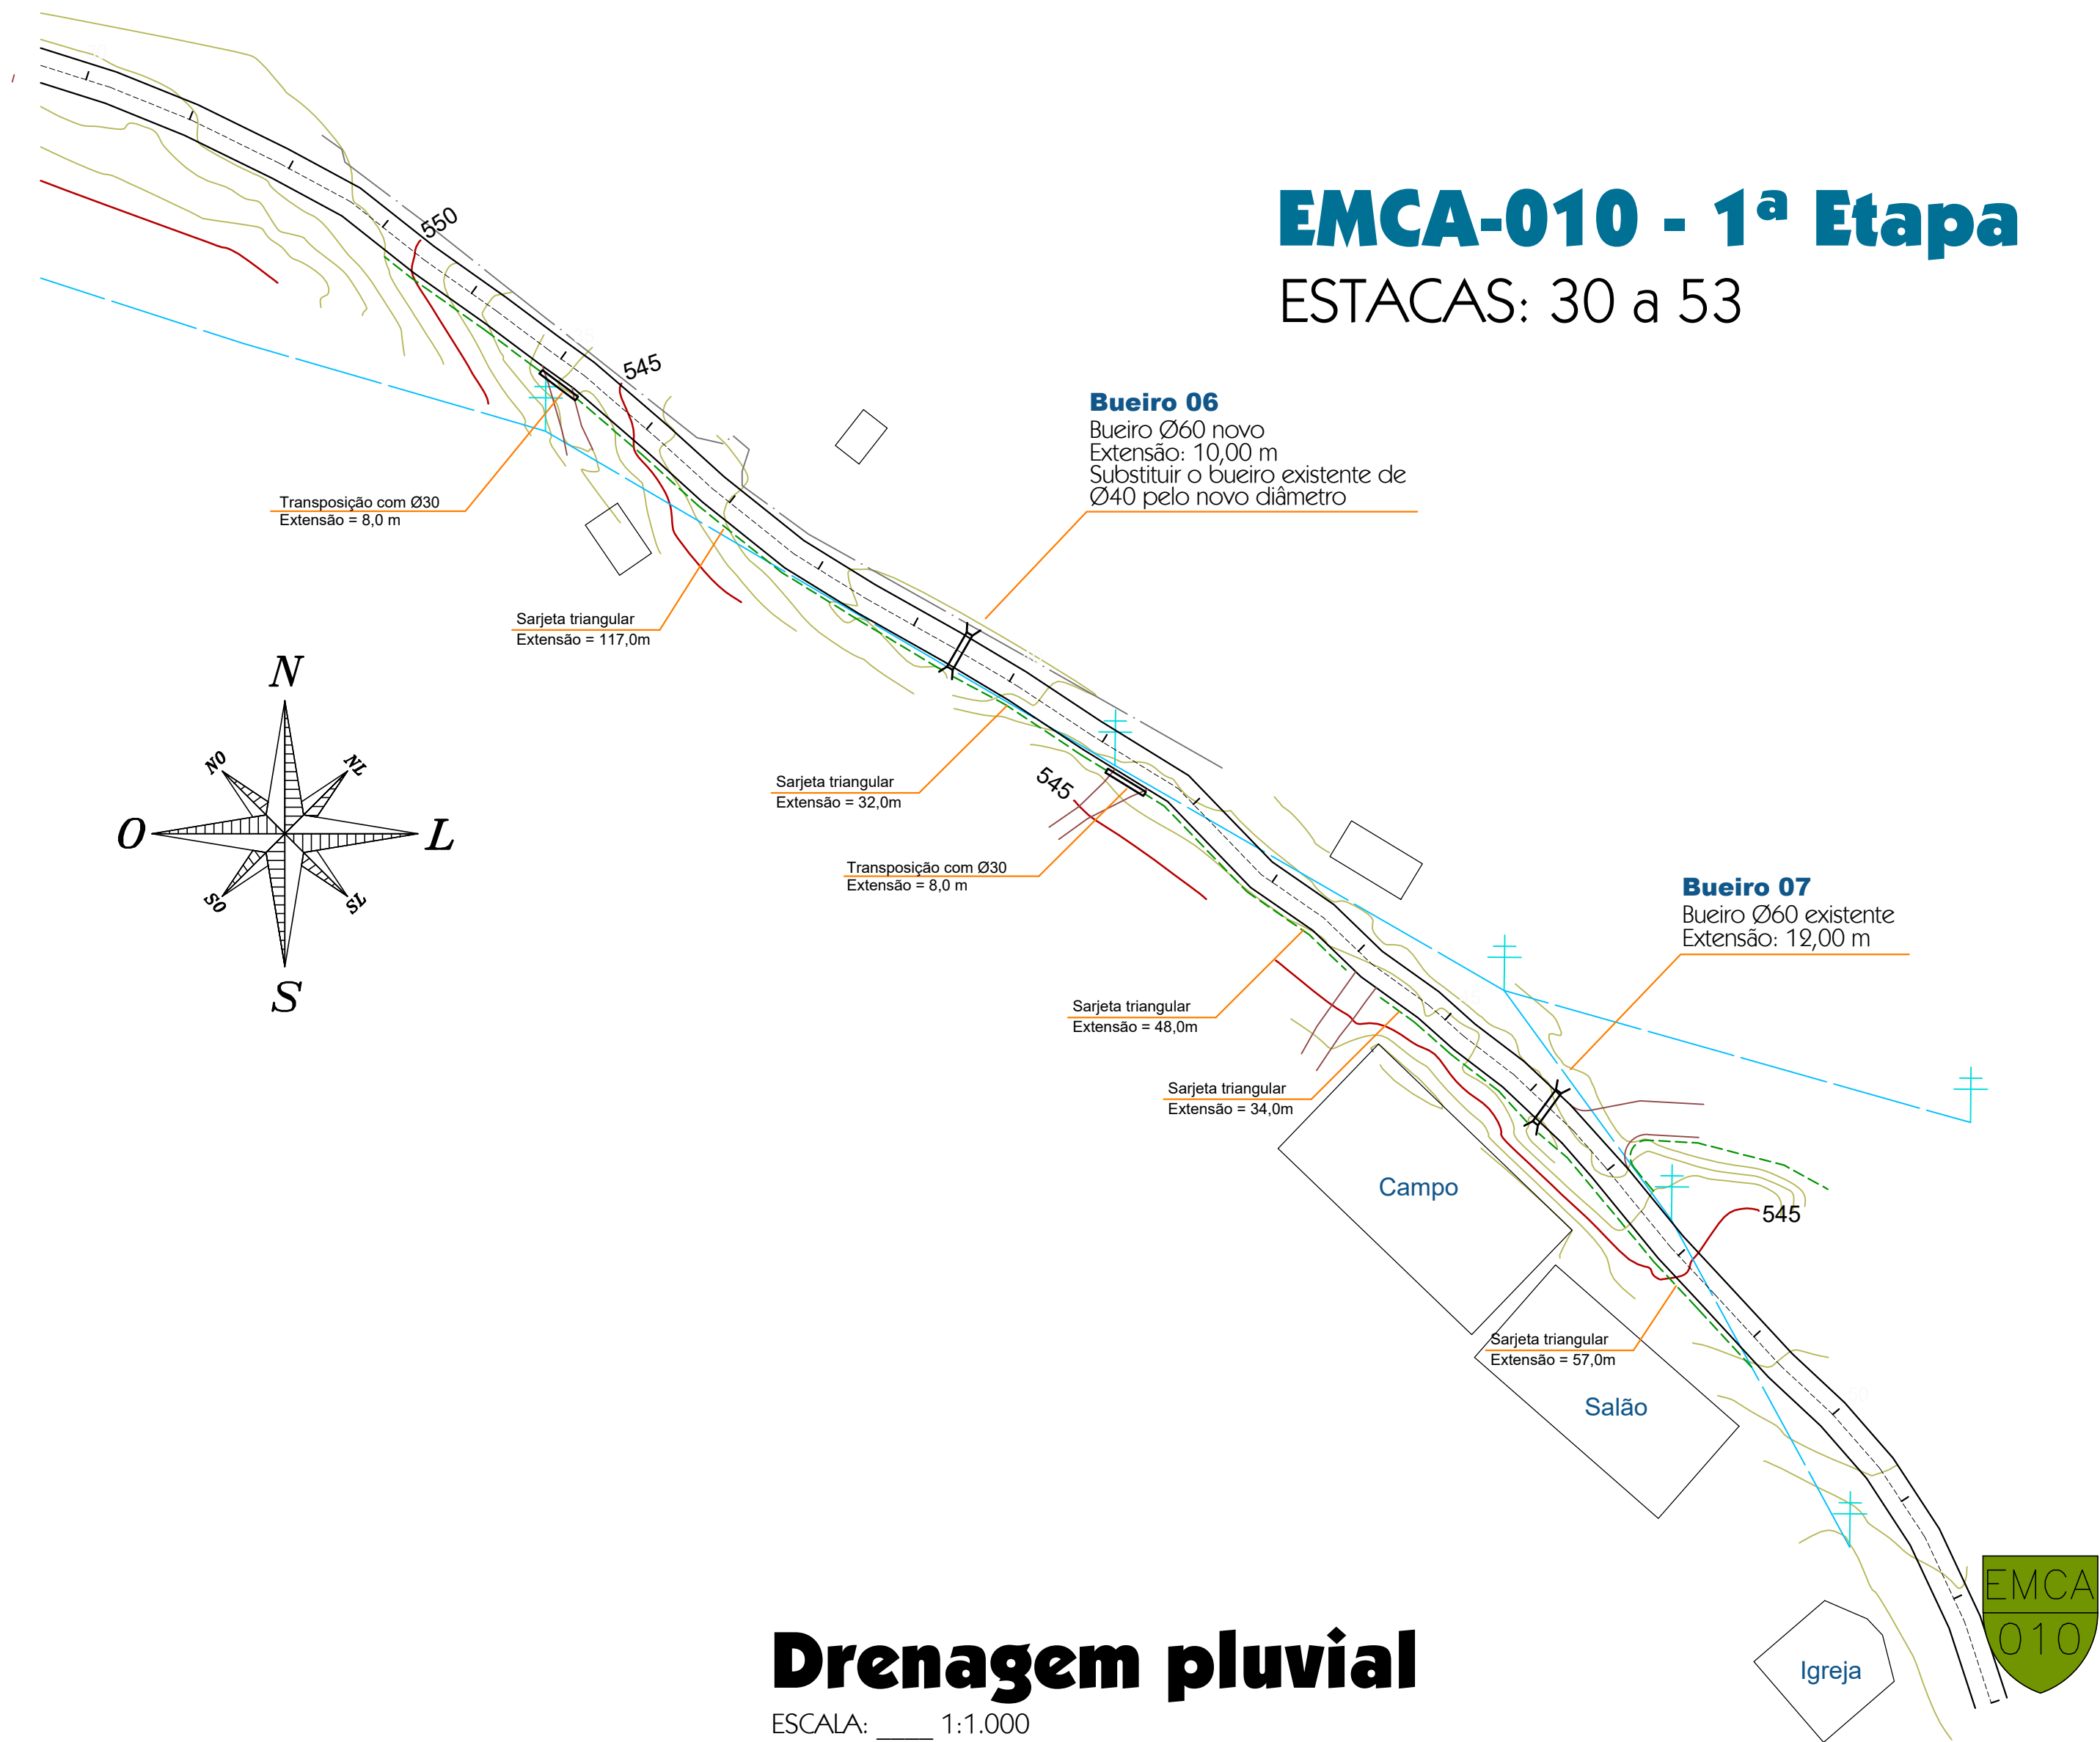 EMCA-010 - 1ª Etapa
ESTACAS: 30 a 53
550
545
Bueiro 06
Bueiro Ø60 novo
Extensão: 10,00 m
Substituir o bueiro existente de
Ø40 pelo novo diâmetro
Transposição com Ø30
Extensão = 8,0 m
Sarjeta triangular
Extensão = 117,0m
N
NO
NL
O
L
SO
SL
S
Sarjeta triangular
Extensão = 32,0m
545
Transposição com Ø30
Extensão = 8,0 m
Bueiro 07
Bueiro Ø60 existente
Extensão: 12,00 m
Sarjeta triangular
Extensão = 48,0m
Sarjeta triangular
Extensão = 34,0m
Campo
545
Sarjeta triangular
Extensão = 57,0m
Salão
EMCA
010
Igreja
Drenagem pluvial
ESCALA: ____ 1:1.000